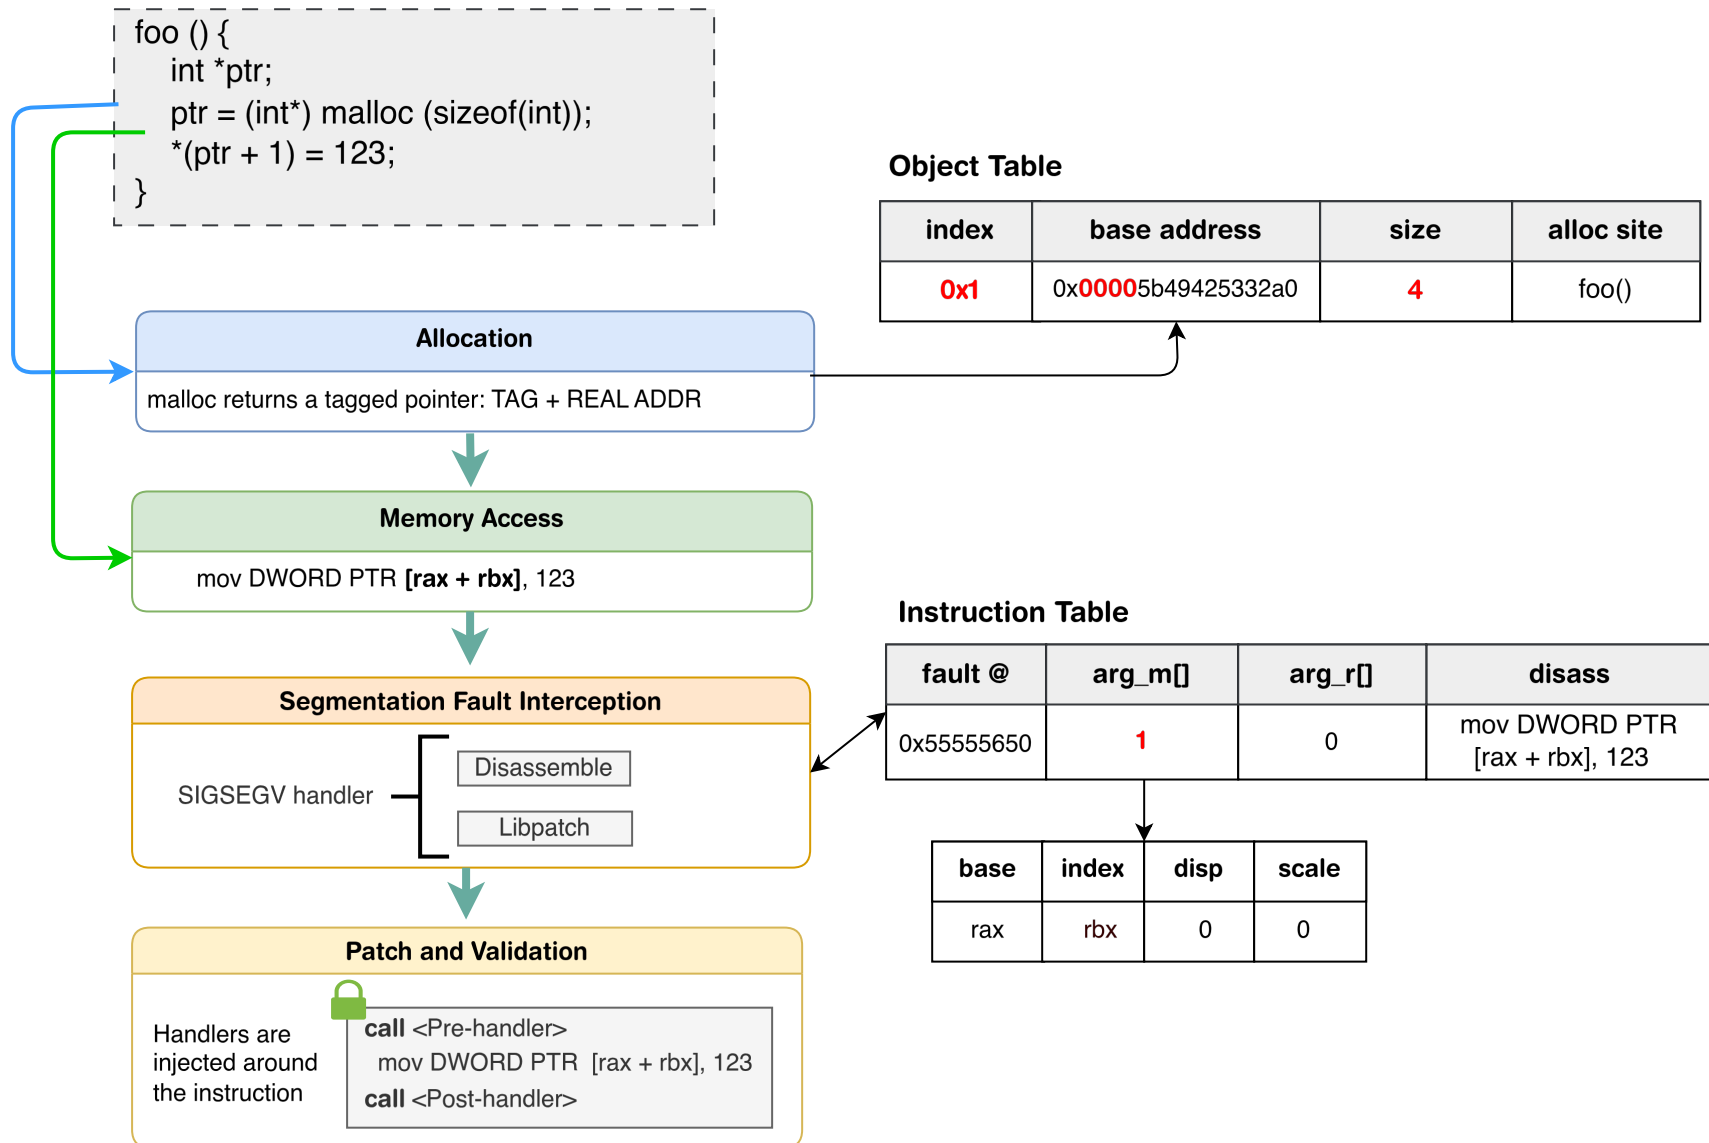 foo () {
int *ptr;
ptr = (int*) malloc (sizeof(int));
*(ptr + 1) = 123;
}
Object Table
index base address size alloc site
0x1 0x00005b49425332a0 4 foo()
Allocation
malloc returns a tagged pointer: TAG + REAL ADDR
Memory Access
mov DWORD PTR [rax + rbx], 123
Instruction Table
fault @ arg_m[] arg_r[] disass
0x55555650 1 0 mov DWORD PTR
[rax + rbx], 123
Segmentation Fault Interception
SIGSEGV handler
Disassemble
Libpatch
base index disp scale
rax rbx 0 0
Patch and Validation
Handlers are
injected around
the instruction
call <Pre-handler>
mov DWORD PTR [rax + rbx], 123
call <Post-handler>